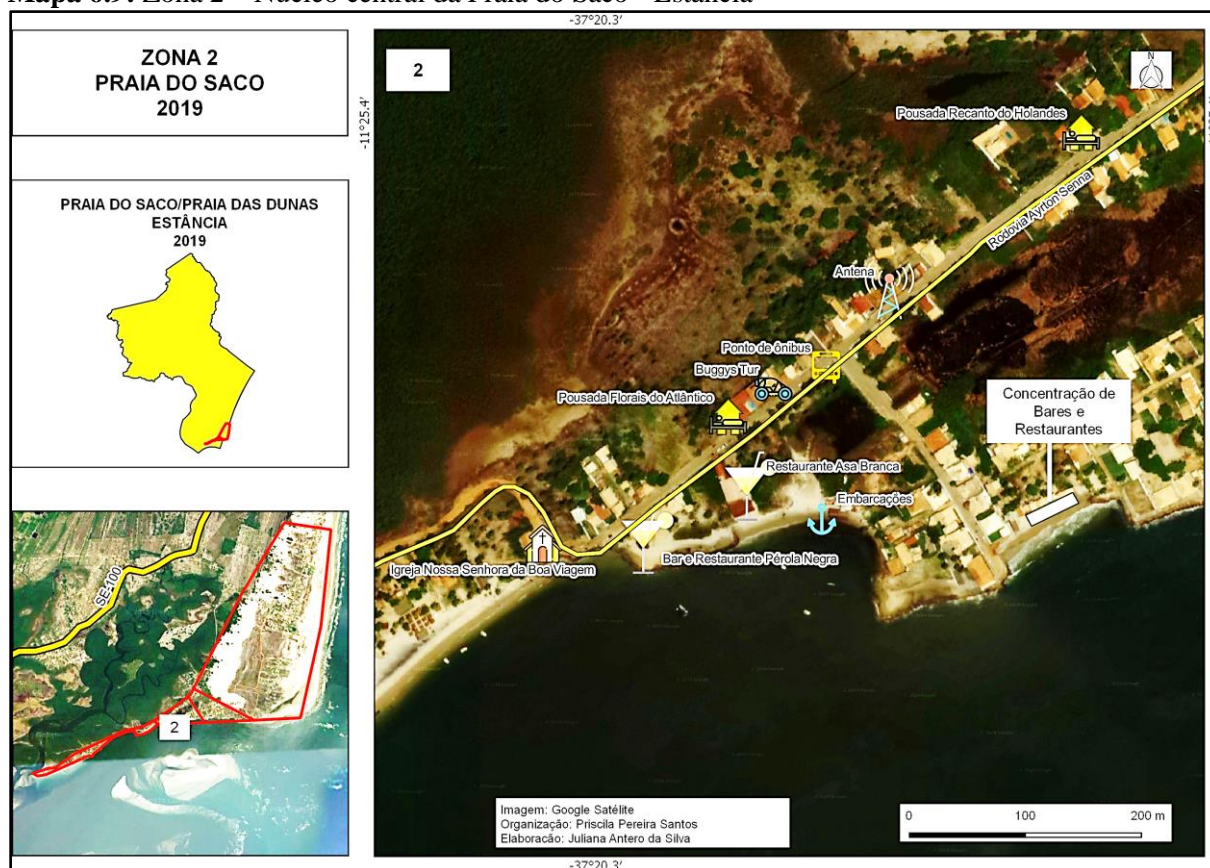 Mapa 6.9: Zona 2 – Núcleo central da Praia do Saco - Estância
-37°20.3'
ZONA 2
PRAIA DO SACO
2019
PRAIA DO SACO/PRAIA DAS DUNAS
ESTÂNCIA
2019
SE-100
2
-11°25.4'
2
N
Pousada Recanto do Holandes
Rodovia Ayrton Senna
Antena
Ponto de ônibus
Buggys Tur
Pousada Florais do Atlântico
Concentração de
Bares e
Restaurantes
Restaurante Asa Branca
Embarcações
Bar e Restaurante Pérola Negra
Igreja Nossa Senhora da Boa Viagem
Imagem: Google Satélite
Organização: Priscila Pereira Santos
Elaboracão: Juliana Antero da Silva
0 100 200 m
-37°20.3'